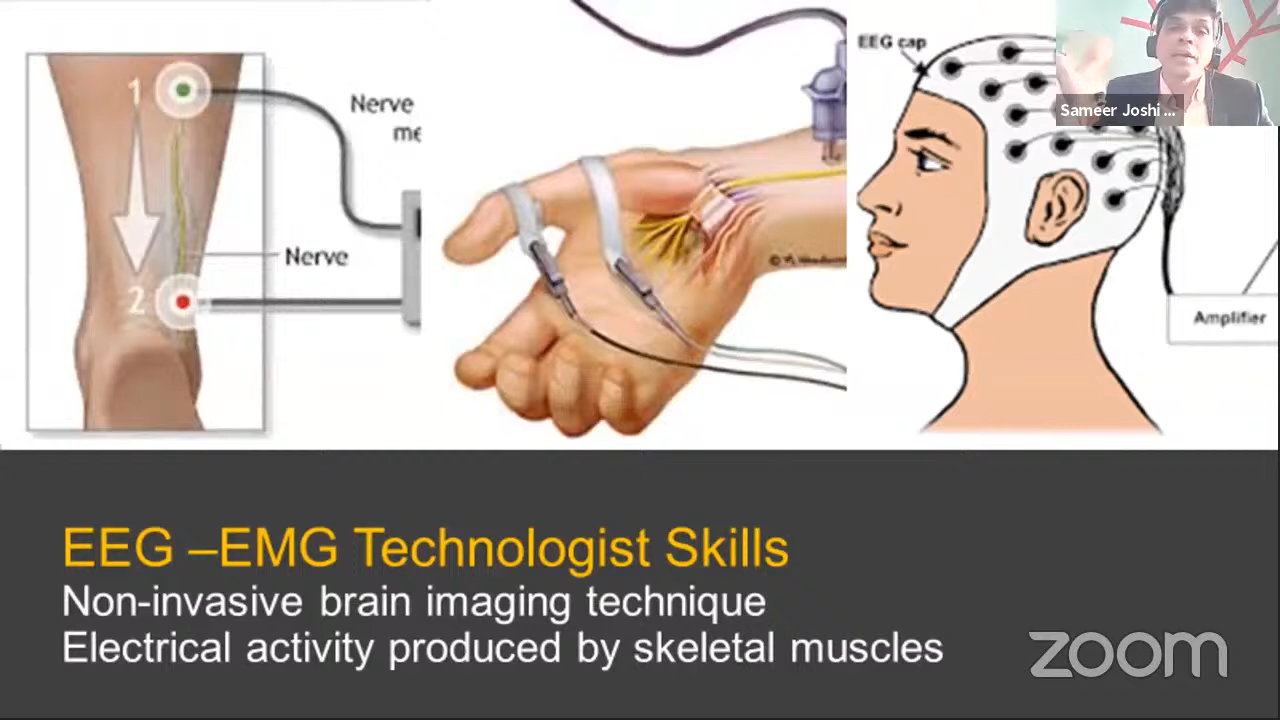 EEG cap
Sameer Joshi ...
1
Nerve
me
Nerve
2
Amplifier
EEG –EMG Technologist Skills
Non-invasive brain imaging technique
Electrical activity produced by skeletal muscles
zoom